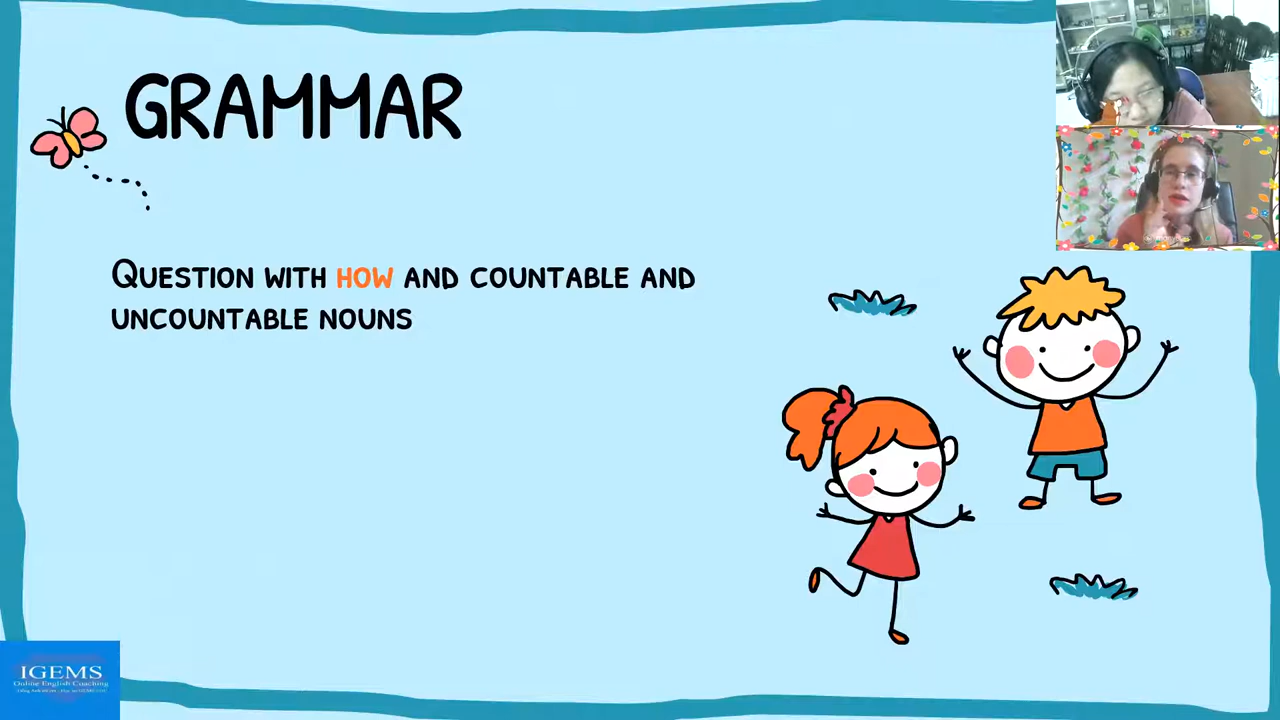 GRAMMAR
QUESTION WITH HOW AND COUNTABLE AND
UNCOUNTABLE NOUNS
IGEMS
Online English Coaching